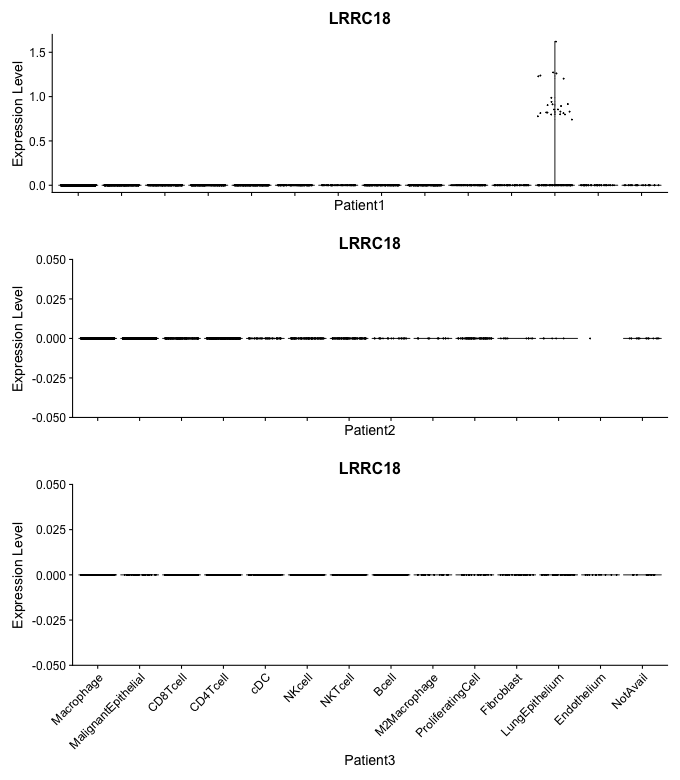 LRRC18
Expression Level
1.5
1.0
0.5
0.0
Patient1
LRRC18
Expression Level
0.050
0.025
0.000
-0.025
-0.050
Patient2
LRRC18
Expression Level
0.050
0.025
0.000
-0.025
-0.050
Macrophage
MalignantEpithelial
CD8Tcell
CD4Tcell
cDC
NKcell
NKTcell
Bcell
M2Macrophage
ProliferatingCell
Fibroblast
LungEpithelium
Endothelium
NotAvail
Patient3